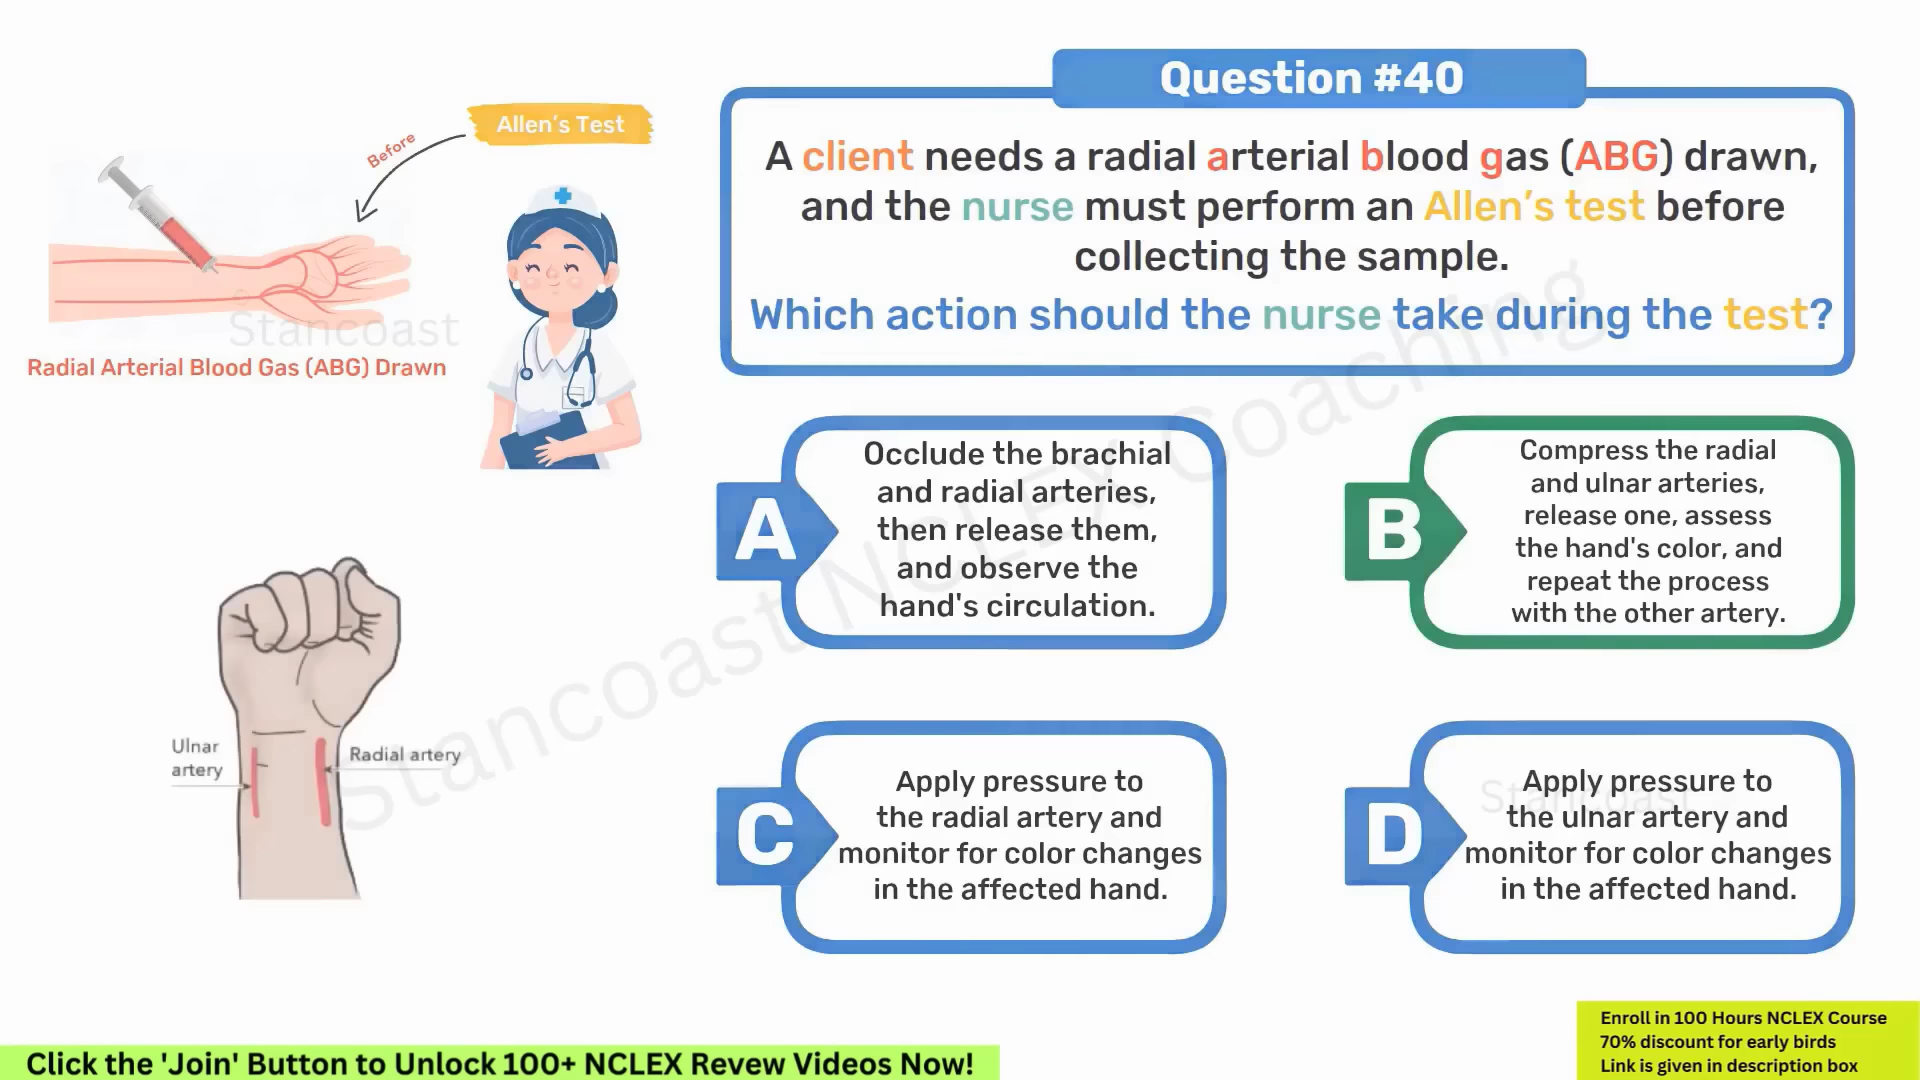 Question #40
A client needs a radial arterial blood gas (ABG) drawn,
and the nurse must perform an Allen's test before
collecting the sample.
Which action should the nurse take during the test?
Allen's Test
Before
Stancoast
Radial Arterial Blood Gas (ABG) Drawn
A
Occlude the brachial
and radial arteries,
then release them,
and observe the
hand's circulation.
B
Compress the radial
and ulnar arteries,
release one, assess
the hand's color, and
repeat the process
with the other artery.
Ulnar
artery
Radial artery
C
Apply pressure to
the radial artery and
monitor for color changes
in the affected hand.
D
Apply pressure to
the ulnar artery and
monitor for color changes
in the affected hand.
Stancoast
Stancoast NCLEX Coaching
Enroll in 100 Hours NCLEX Course
70% discount for early birds
Link is given in description box
Click the 'Join' Button to Unlock 100+ NCLEX Revew Videos Now!